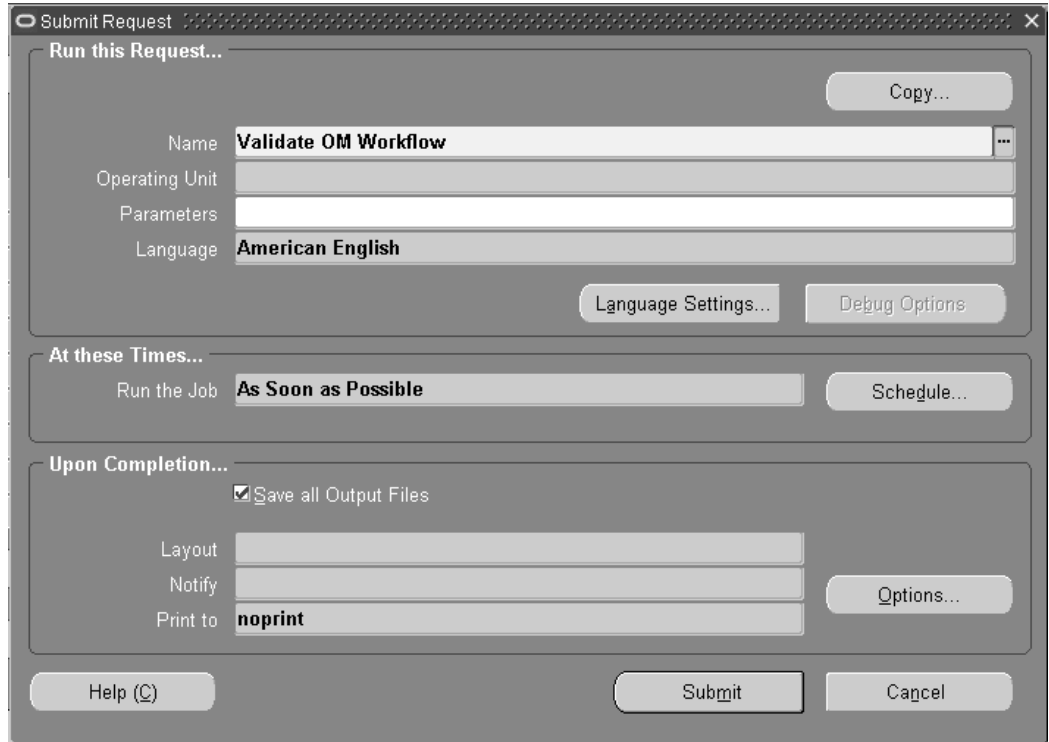 Submit Request
Run this Request...
Copy...
Name Validate OM Workflow ...
Operating Unit
Parameters
Language American English
Language Settings... Debug Options
At these Times...
Run the Job As Soon as Possible Schedule...
Upon Completion...
Save all Output Files
Layout
Notify
Options...
Print to noprint
Help (C) Submit Cancel